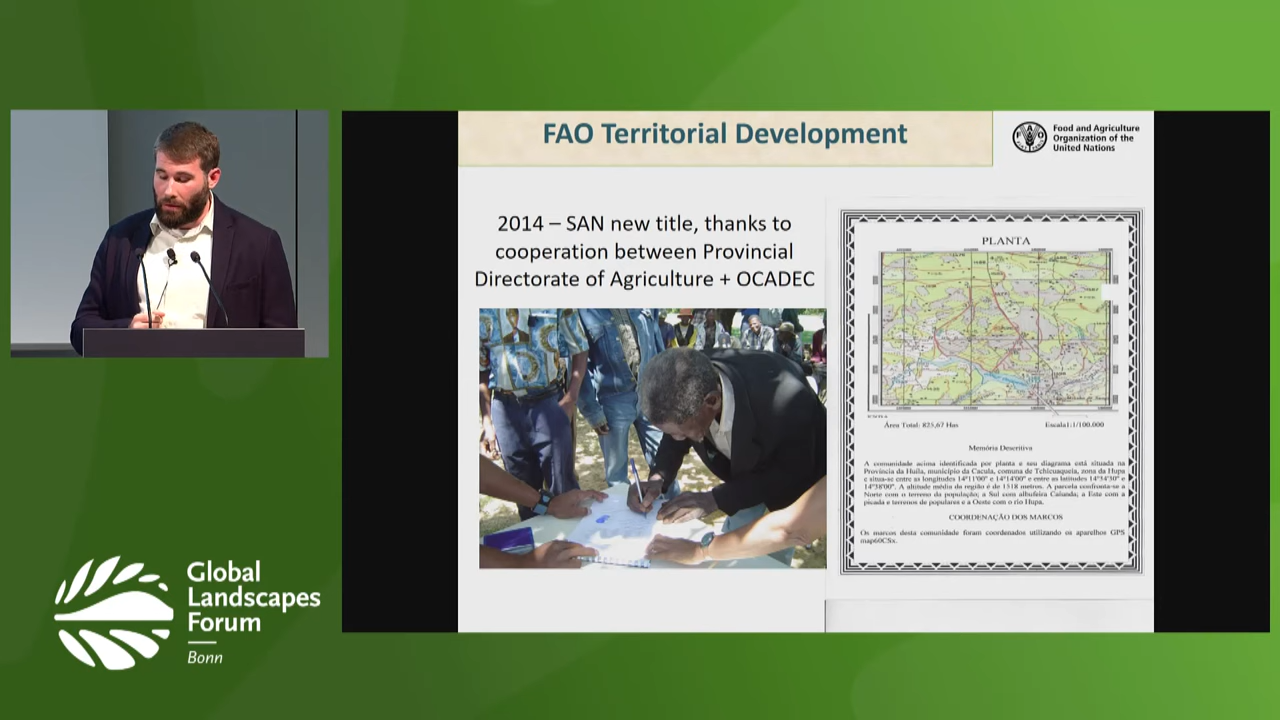 FAO Territorial Development
FAO
Food and Agriculture
Organization of the
United Nations
2014 – SAN new title, thanks to
cooperation between Provincial
Directorate of Agriculture + OCADEC
PLANTA
Área Total: 825,67 Has
Escala1:1/100.000
Memória Descritiva
A comunidade acima identificada por planta e seu diagrama está situada na
Província da Huila, município da Cacula, comuna de Tchicuaqueia, zona da Hupa
e situa-se entre as longitudes 14°11'00" e 14°14'00" e entre as latitudes 14°34'30" e
14°38'00". A altitude média da região é de 1318 metros. A parcela confronta-se a
Norte com o terreno da população; a Sul com albufeira Caiunda; a Este com a
picada e terrenos de populares e a Oeste com o rio Hupa.
COORDENAÇÃO DOS MARCOS
Os marcos desta comunidade foram coordenados utilizando os aparelhos GPS
map60CSx.
Global
Landscapes
Forum
Bonn